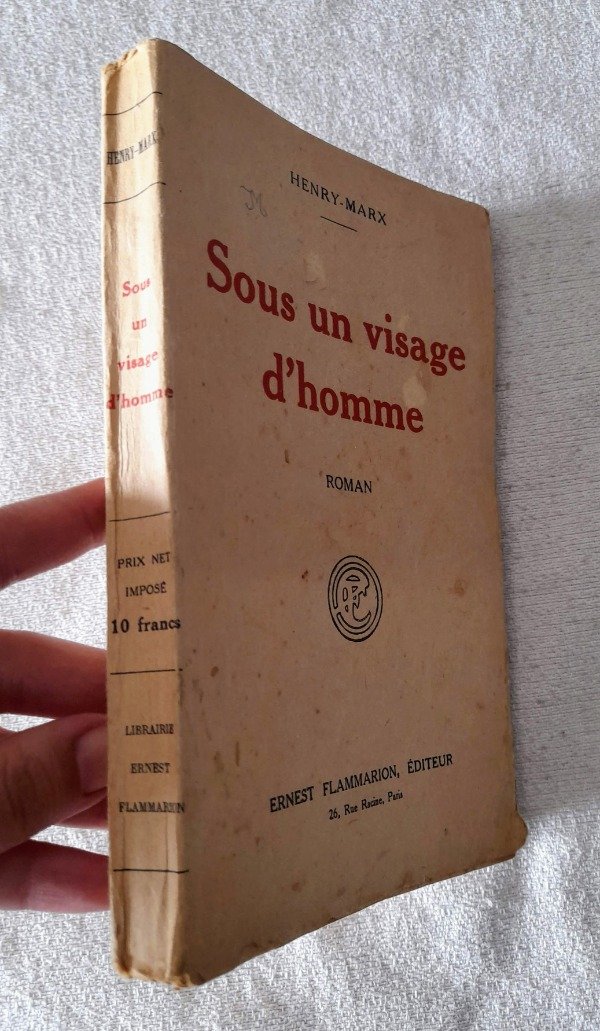 HENRY-MARX
Sous
un
visage
d'homme
PRIX NET
IMPOSÉ
10 francs
LIBRAIRIE
ERNEST
FLAMMARION
HENRY-MARX
Sous un visage
d'homme
ROMAN
ERNEST FLAMMARION, ÉDITEUR
26, Rue Racine, Paris